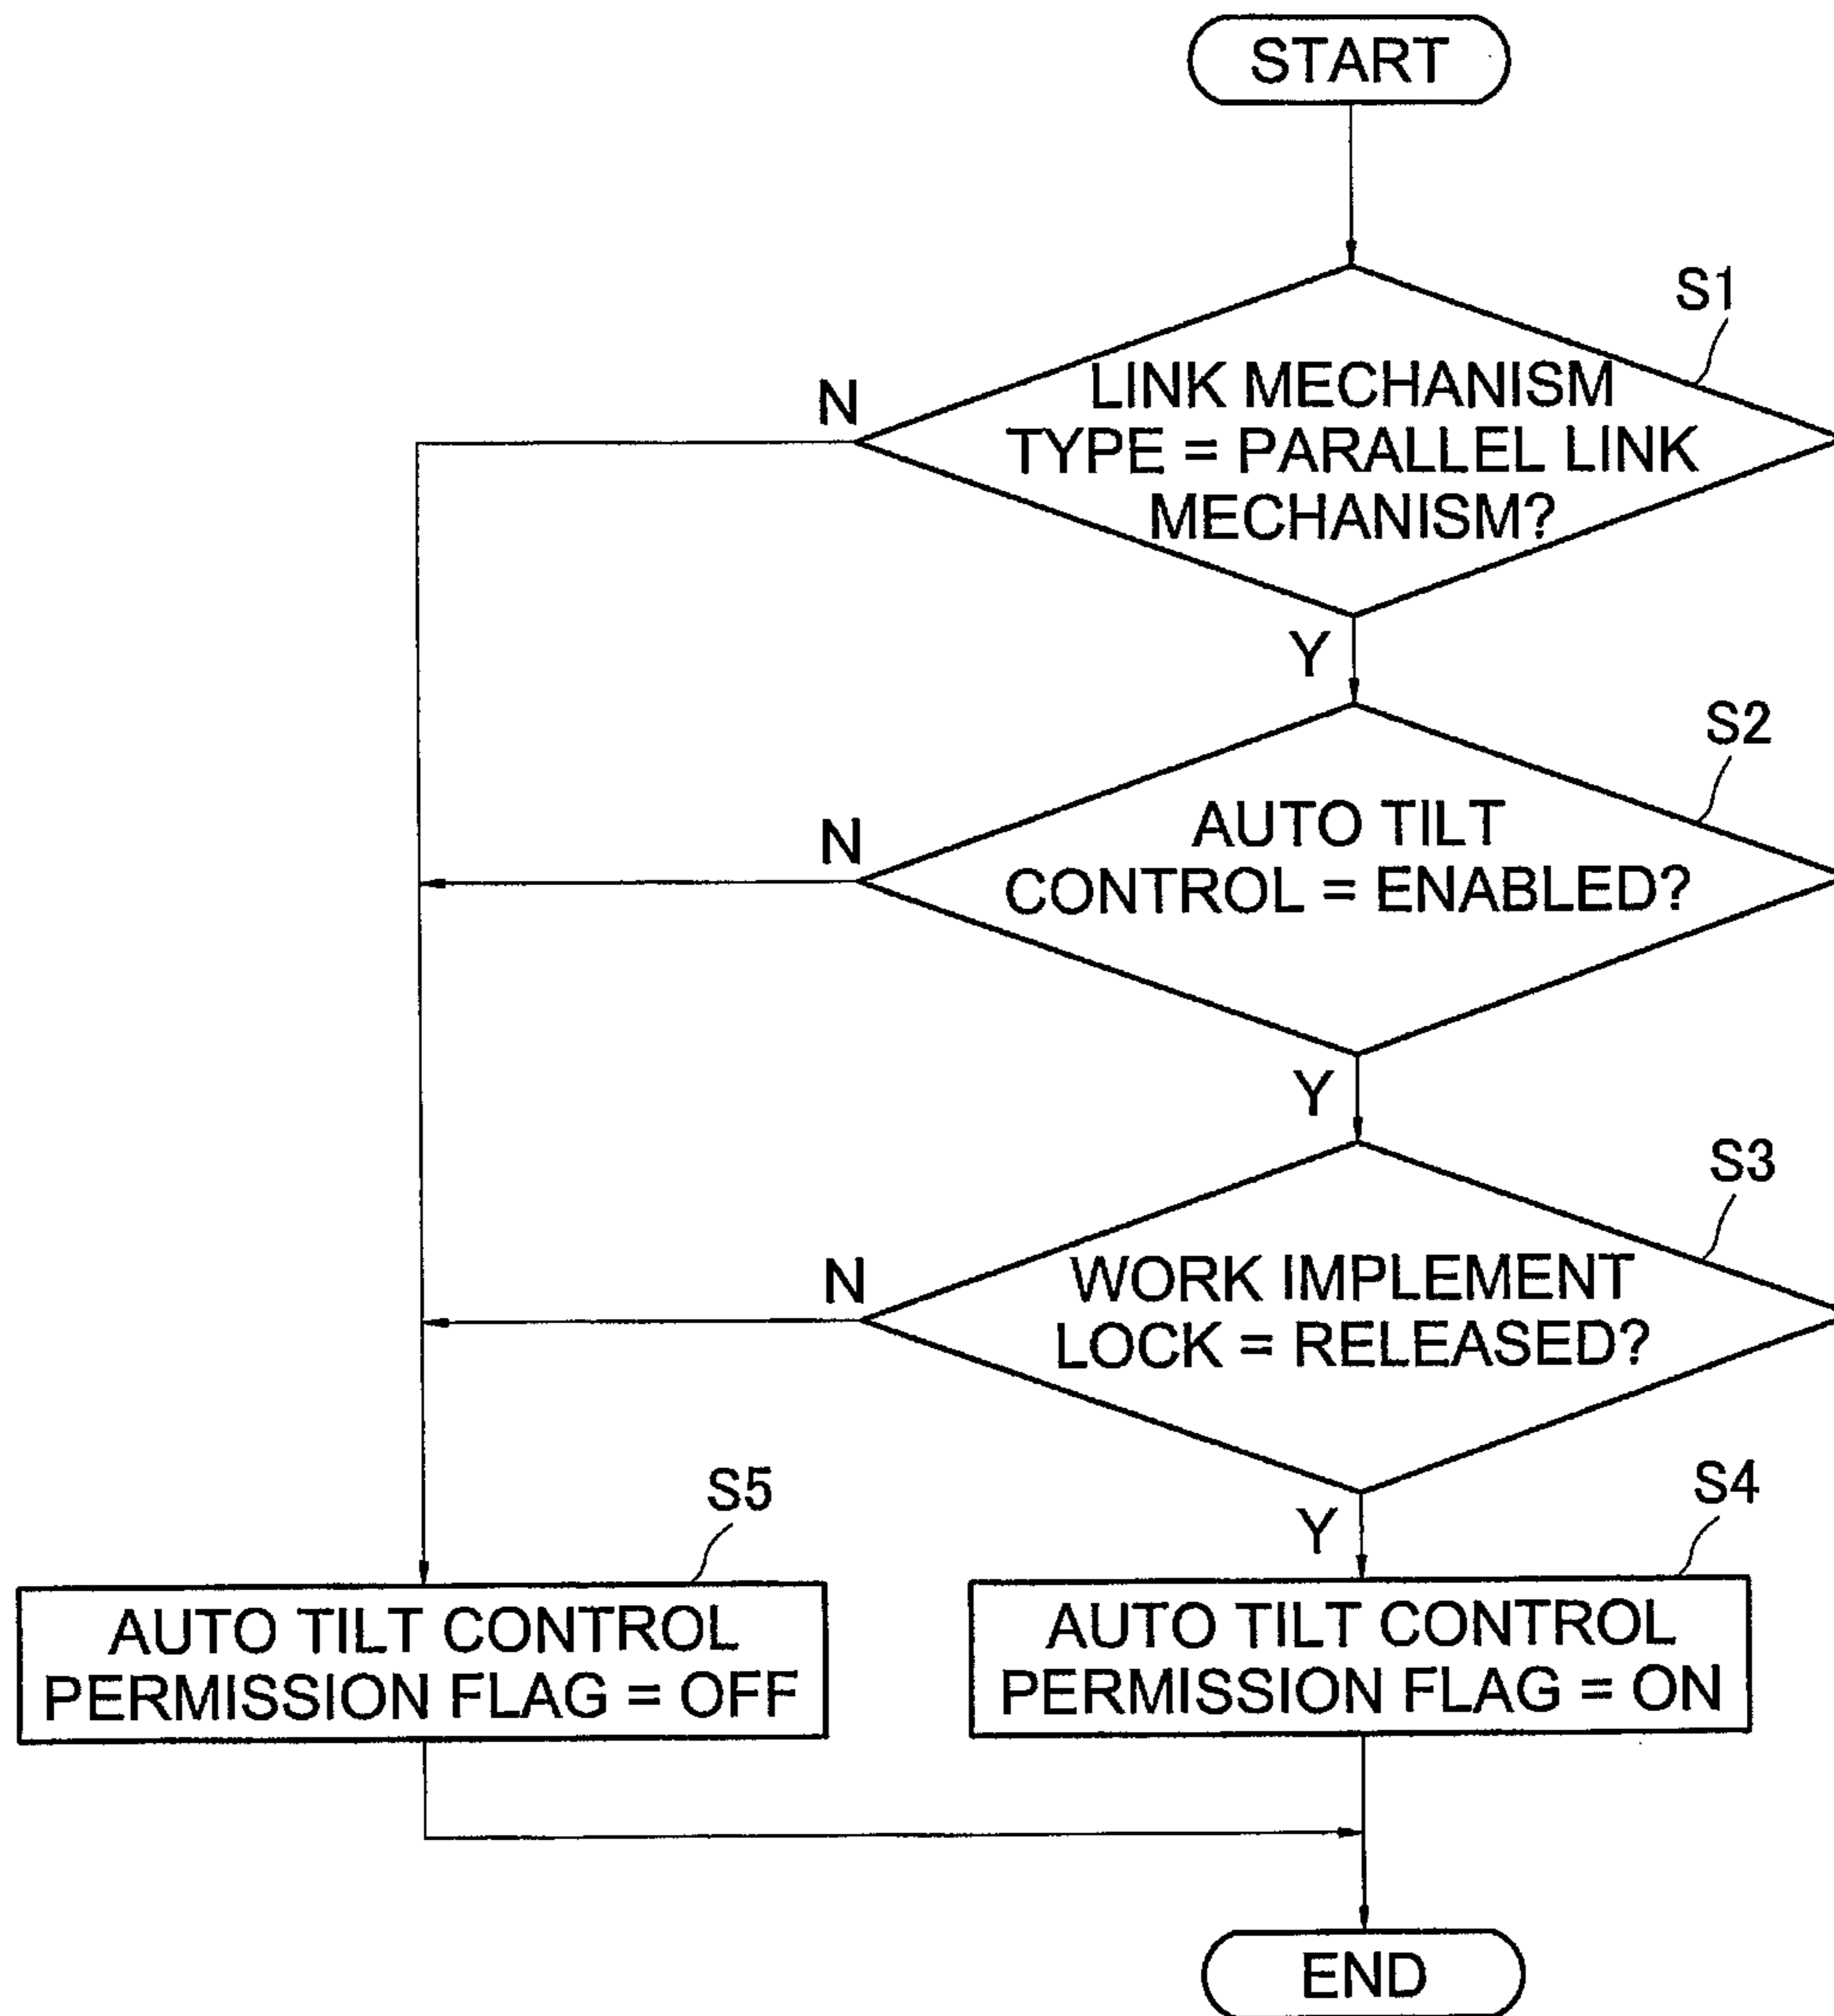 START
S1
LINK MECHANISM
TYPE = PARALLEL LINK
MECHANISM?
N
Y
S2
AUTO TILT
CONTROL = ENABLED?
N
Y
S3
WORK IMPLEMENT
LOCK = RELEASED?
N
Y
S5
S4
AUTO TILT CONTROL
PERMISSION FLAG = OFF
AUTO TILT CONTROL
PERMISSION FLAG = ON
END